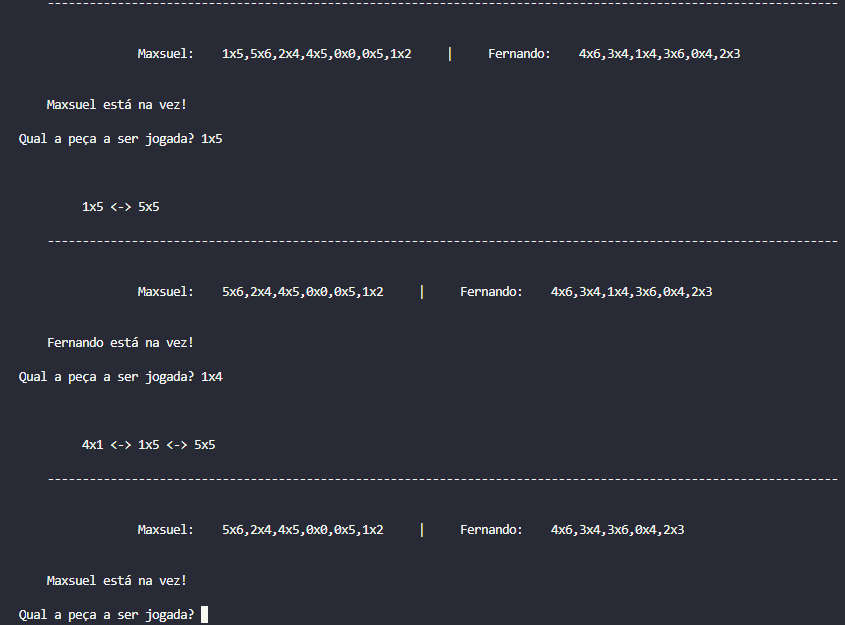 ----------------------------------------------------------------------------------------------------------------
Maxsuel: 1x5,5x6,2x4,4x5,0x0,0x5,1x2 | Fernando: 4x6,3x4,1x4,3x6,0x4,2x3
Maxsuel está na vez!
Qual a peça a ser jogada? 1x5
1x5 <-> 5x5
----------------------------------------------------------------------------------------------------------------
Maxsuel: 5x6,2x4,4x5,0x0,0x5,1x2 | Fernando: 4x6,3x4,1x4,3x6,0x4,2x3
Fernando está na vez!
Qual a peça a ser jogada? 1x4
4x1 <-> 1x5 <-> 5x5
----------------------------------------------------------------------------------------------------------------
Maxsuel: 5x6,2x4,4x5,0x0,0x5,1x2 | Fernando: 4x6,3x4,3x6,0x4,2x3
Maxsuel está na vez!
Qual a peça a ser jogada?